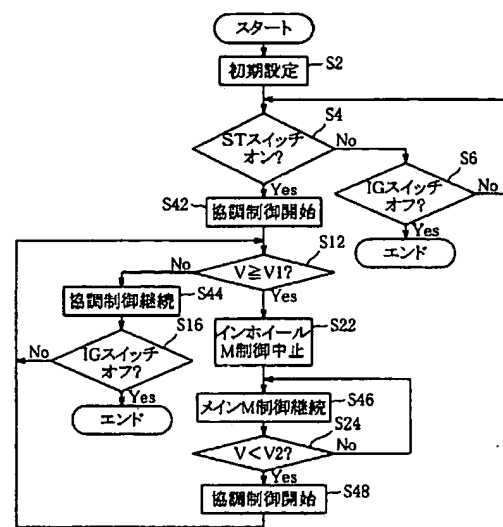 スタート
S2
初期設定
S4
STスイッチ
オン?
No
S6
Yes
IGスイッチ
オフ?
No
Yes
エンド
S42
協調制御開始
S12
No
V≧V1?
Yes
S44
協調制御継続
S22
インホイール
M制御中止
S16
No
IGスイッチ
オフ?
Yes
エンド
S46
メインM制御継続
S24
V<V2?
No
Yes
S48
協調制御開始